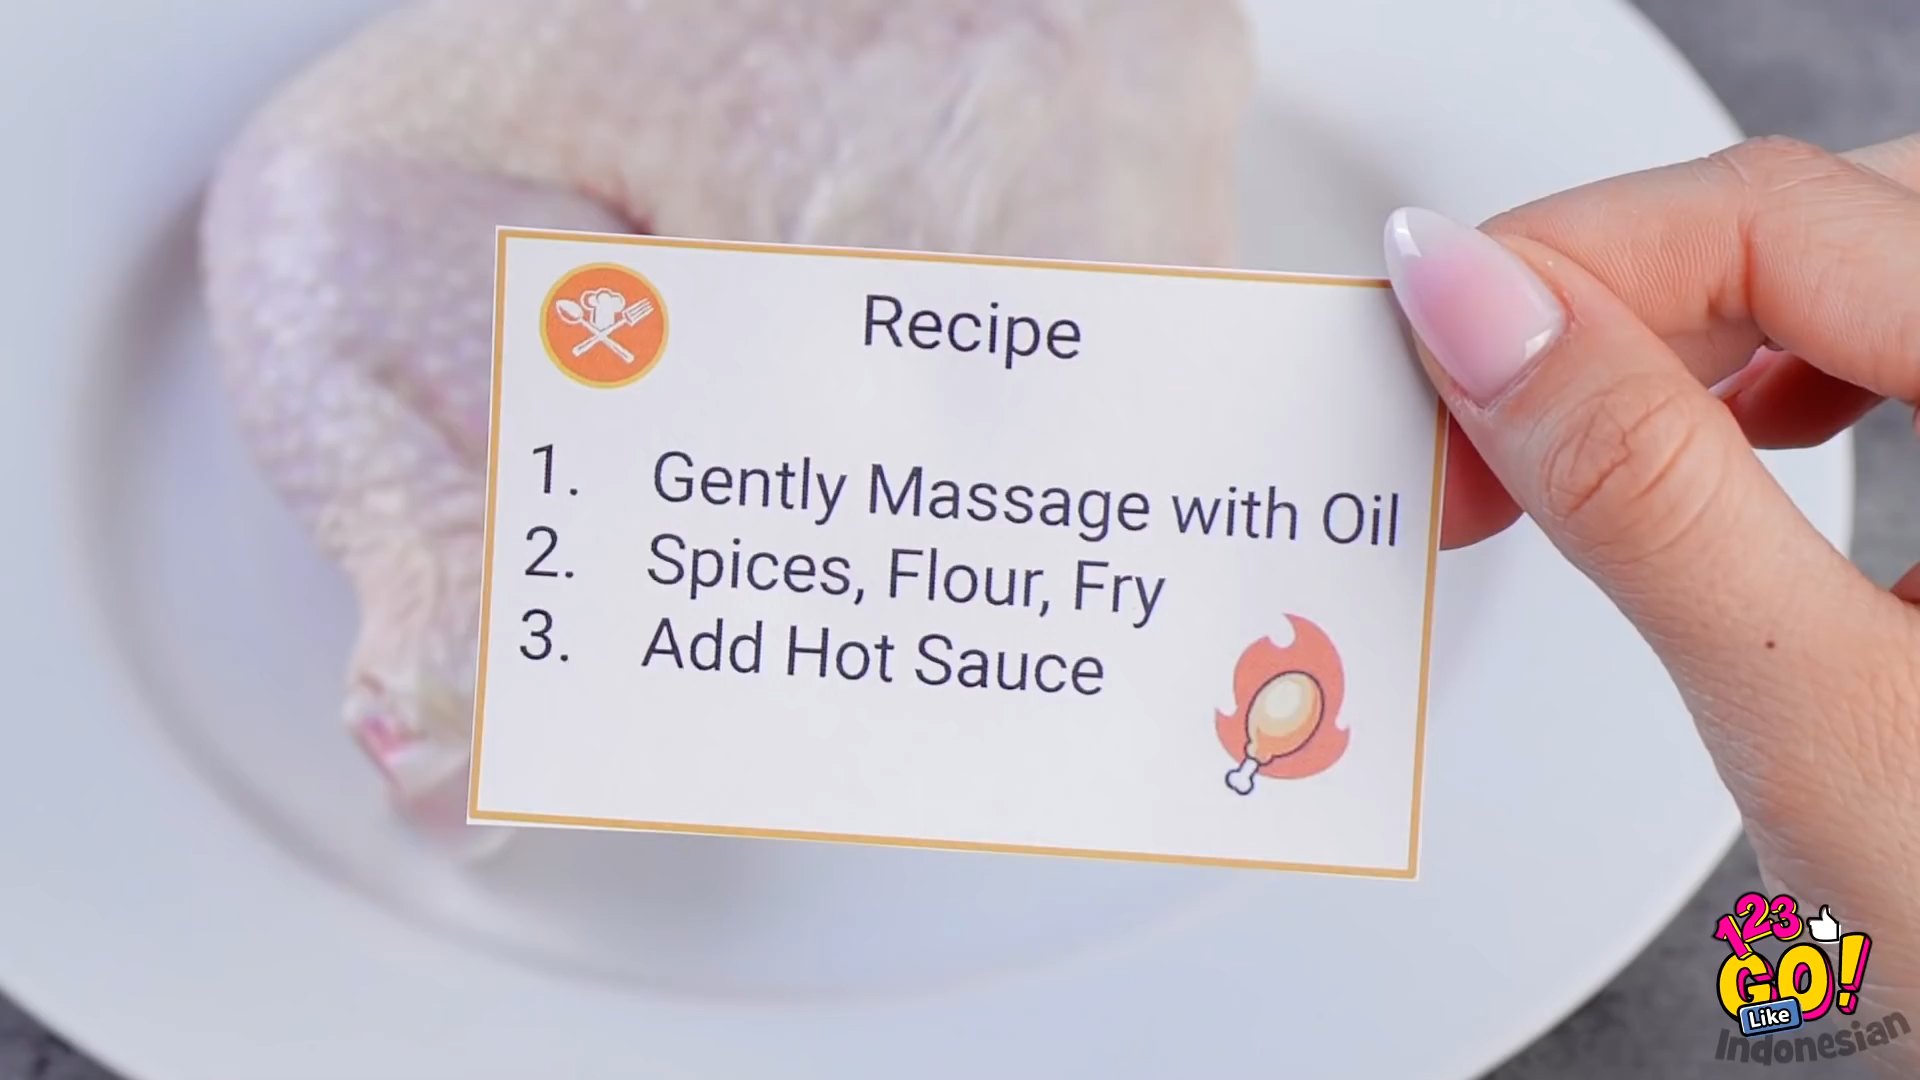 Recipe
1. Gently Massage with Oil
2. Spices, Flour, Fry
3. Add Hot Sauce
123
GO!
Like
Indonesian